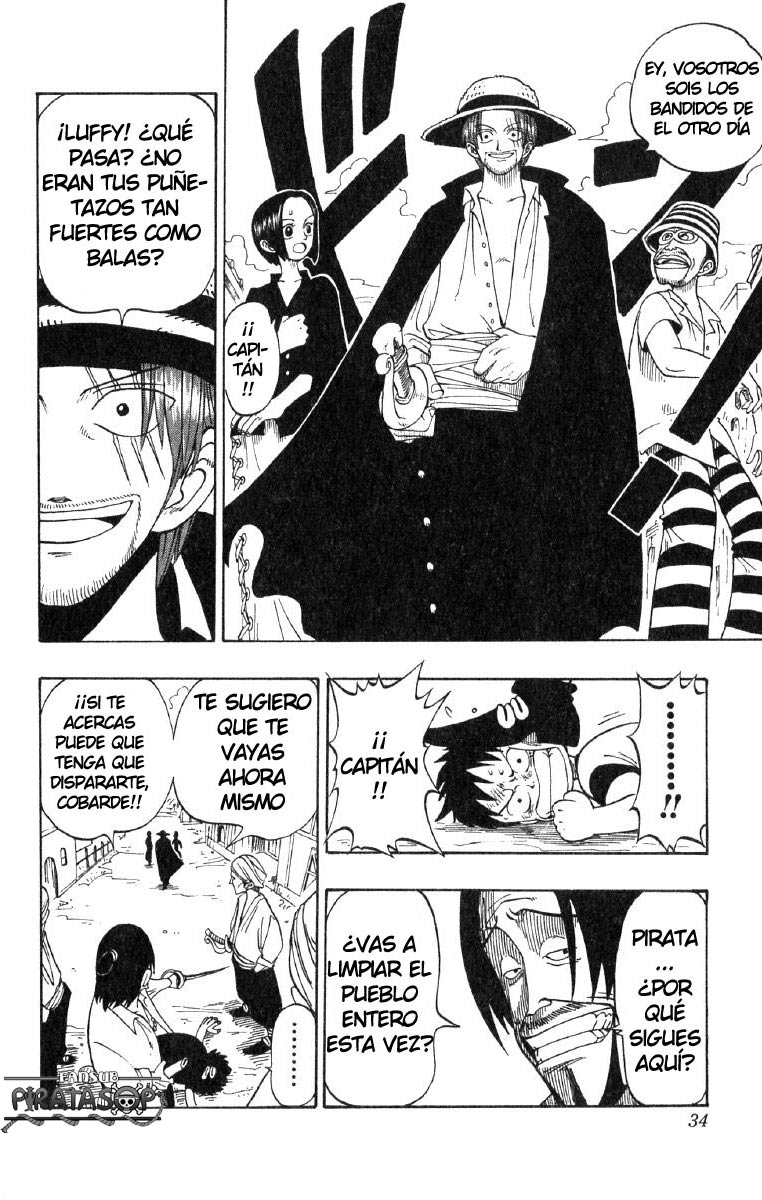 EY, VOSOTROS
SOIS LOS
BANDIDOS DE
EL OTRO DÍA
¡¡
CAPI-
TÁN
!!
¡LUFFY! ¿QUÉ
PASA? ¿NO
ERAN TUS PUÑE-
TAZOS TAN
FUERTES COMO
BALAS?
.........!!
¡¡
CAPITÁN
!!
PIRATA
...
¿POR
QUÉ
SIGUES
AQUÍ?
¿VAS A
LIMPIAR EL
PUEBLO
ENTERO
ESTA VEZ?
TE SUGIERO
QUE TE
VAYAS
AHORA
MISMO
¡¡SI TE
ACERCAS
PUEDE QUE
TENGA QUE
DISPARARTE,
COBARDE!!
........
FANSUB
PIRATASOP
34